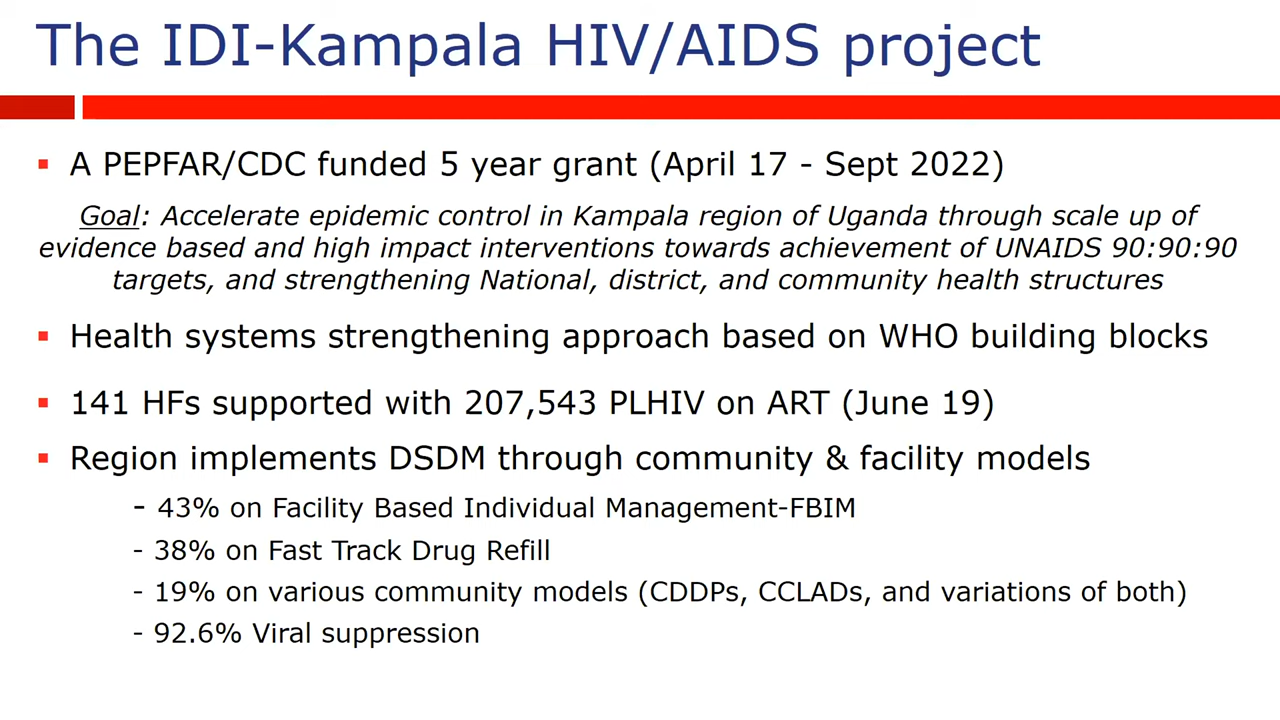 The IDI-Kampala HIV/AIDS project
▪ A PEPFAR/CDC funded 5 year grant (April 17 - Sept 2022)
Goal: Accelerate epidemic control in Kampala region of Uganda through scale up of
evidence based and high impact interventions towards achievement of UNAIDS 90:90:90
targets, and strengthening National, district, and community health structures
▪ Health systems strengthening approach based on WHO building blocks
▪ 141 HFs supported with 207,543 PLHIV on ART (June 19)
▪ Region implements DSDM through community & facility models
- 43% on Facility Based Individual Management-FBIM
- 38% on Fast Track Drug Refill
- 19% on various community models (CDDPs, CCLADs, and variations of both)
- 92.6% Viral suppression